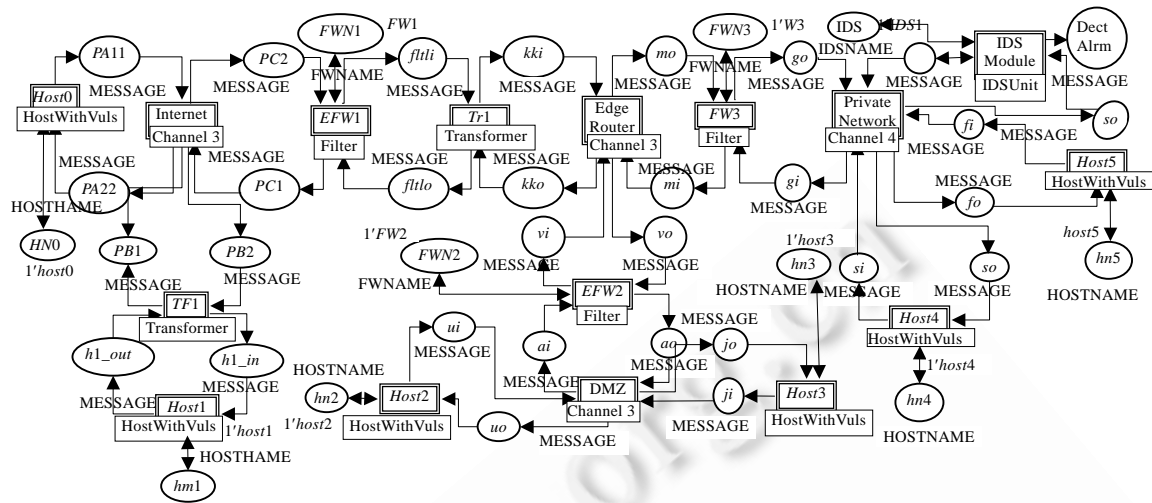 PA11
MESSAGE
Host0
HostWithVuls
MESSAGE
PA22
HOSTHAME
HN0
1'host0
Internet
Channel 3
PC2
MESSAGE
MESSAGE
PC1
MESSAGE
PB1
PB2
MESSAGE
MESSAGE
TF1
Transformer
h1_out
h1_in
MESSAGE
MESSAGE
Host1
HostWithVuls
1'host1
HOSTHAME
hm1
FWN1
FW1
FWNAME
EFW1
Filter
fltli
MESSAGE
MESSAGE
fltlo
Tr1
Transformer
kki
MESSAGE
MESSAGE
kko
Edge
Router
Channel 3
mo
MESSAGE
mi
MESSAGE
FWN3
1'W3
FWNAME
FW3
Filter
go
MESSAGE
gi
MESSAGE
IDS
1'IDS1
IDSNAME
MESSAGE
IDS
Module
IDSUnit
Dect
Alrm
Private
Network
Channel 4
so
fi
MESSAGE
Host5
HostWithVuls
MESSAGE
fo
host5
hn5
HOSTNAME
vi
vo
MESSAGE
MESSAGE
1'FW2
FWN2
FWNAME
EFW2
Filter
ui
MESSAGE
ai
MESSAGE
ao
MESSAGE
MESSAGE
jo
HOSTNAME
hn2
1'host2
Host2
HostWithVuls
uo
MESSAGE
DMZ
Channel 3
ji
MESSAGE
1'host3
hn3
HOSTNAME
Host3
HostWithVuls
si
so
MESSAGE
MESSAGE
Host4
HostWithVuls
1'host4
hn4
HOSTNAME